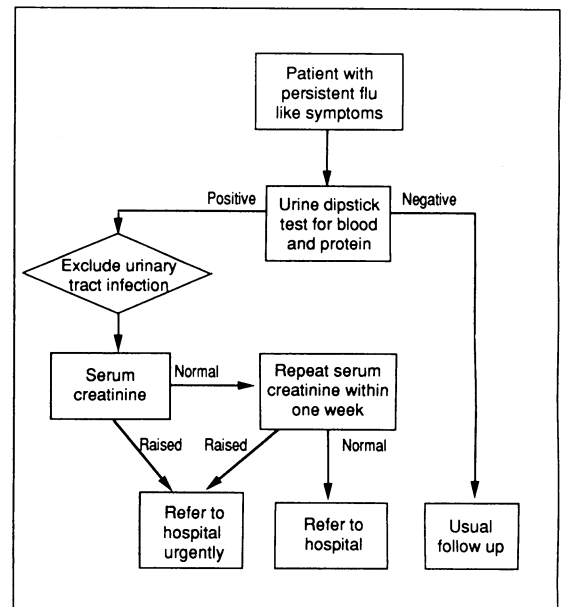 Patient with
persistent flu
like symptoms
Positive
Urine dipstick
test for blood
and protein
Negative
Exclude urinary
tract infection
Serum
creatinine
Normal
Repeat serum
creatinine within
one week
Raised
Raised
Normal
Refer to
hospital
urgently
Refer to
hospital
Usual
follow up